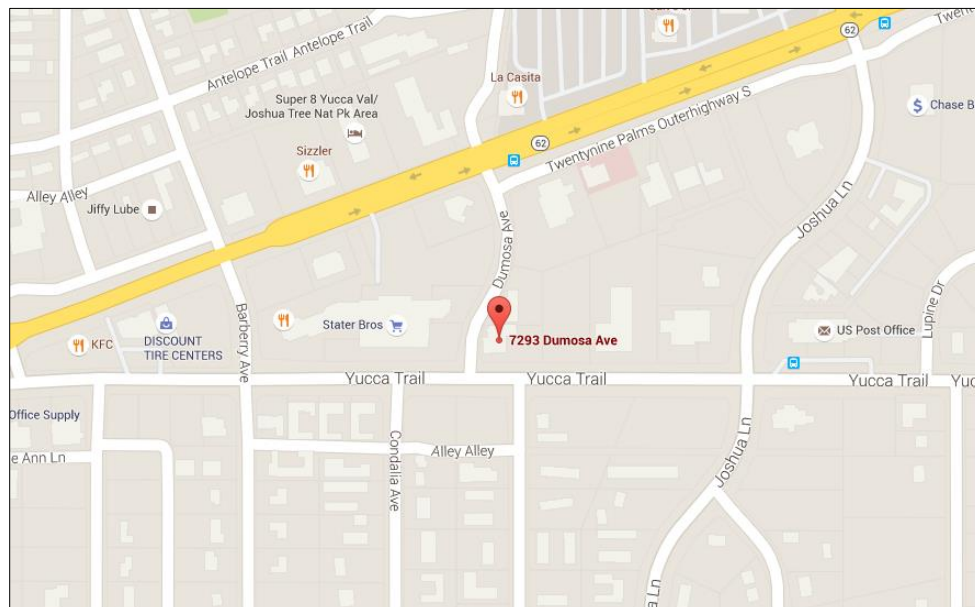 62
Twenty
Antelope Trail Antelope Trail
La Casita
Super 8 Yucca Val/
Joshua Tree Nat Pk Area
Chase B
Twentynine Palms Outerhighway S
62
Sizzler
Alley Alley
Jiffy Lube
Joshua Ln
Dumosa Ave
Barberry Ave
Lupine Dr
Stater Bros
US Post Office
KFC
DISCOUNT
TIRE CENTERS
7293 Dumosa Ave
Yucca Trail
Yucca Trail
Yucca Trail
Yuc
Office Supply
Condalia Ave
Alley Alley
e Ann Ln
Joshua Ln
a Ln